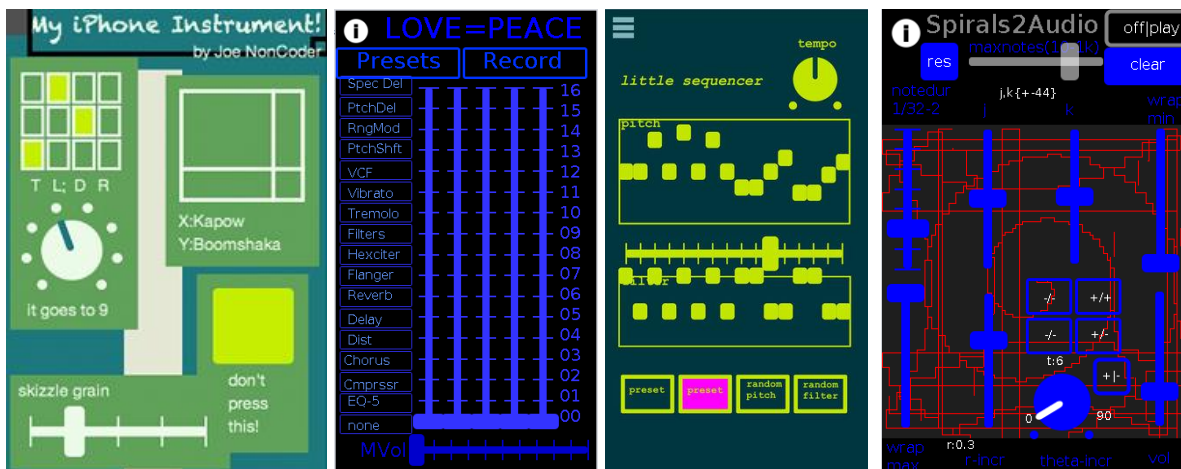 My iPhone Instrument!
by Joe NonCoder
T L; D R
it goes to 9
X:Kapow
Y:Boomshaka
skizzle grain
don't
press
this!
i
LOVE=PEACE
Presets
Record
Spec Del
PtchDel
RngMod
PtchShft
VCF
Vibrato
Tremolo
Filters
Hexciter
Flanger
Reverb
Delay
Dist
Chorus
Cmprssr
EQ-5
none
16
15
14
13
12
11
10
09
08
07
06
05
04
03
02
01
00
MVol
tempo
little sequencer
pitch
filter
preset
preset
random
pitch
random
filter
i
Spirals2Audio
off|play
res
clear
notedur
1/32-2
j,k{+-44}
j
k
wrap
min
-/-
+/+
-/-
+/-
t:6
+|-
0
90
r:0.3
wrap
max
r-incr
theta-incr
vol